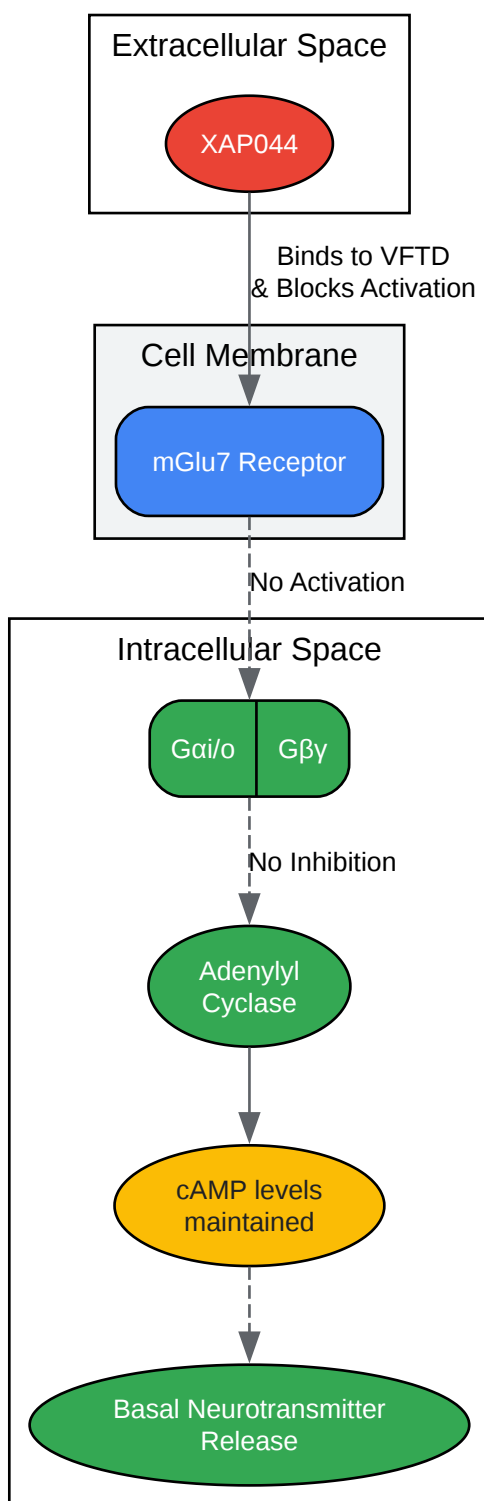 Extracellular Space
XAP044
Binds to VFTD
& Blocks Activation
Cell Membrane
mGlu7 Receptor
No Activation
Intracellular Space
Gαi/o Gβγ
No Inhibition
Adenylyl
Cyclase
cAMP levels
maintained
Basal Neurotransmitter
Release